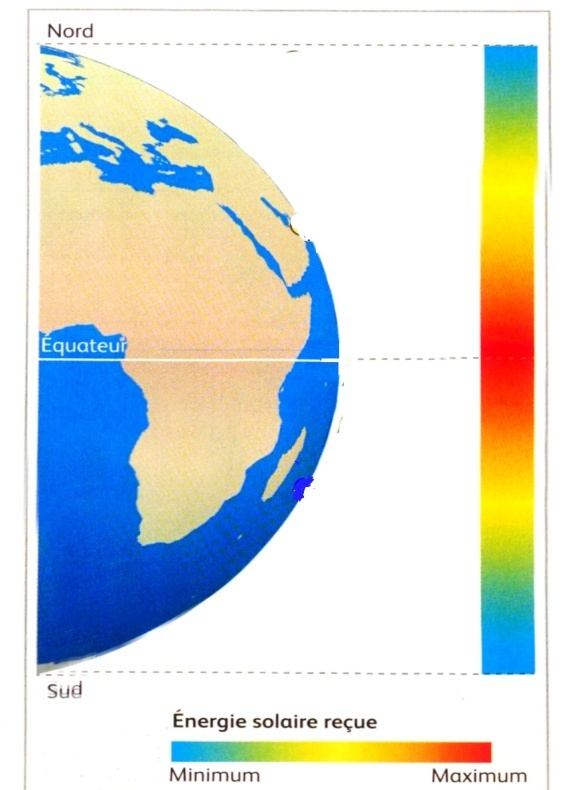 Nord
Équateur
Sud
Énergie solaire reçue
Minimum
Maximum